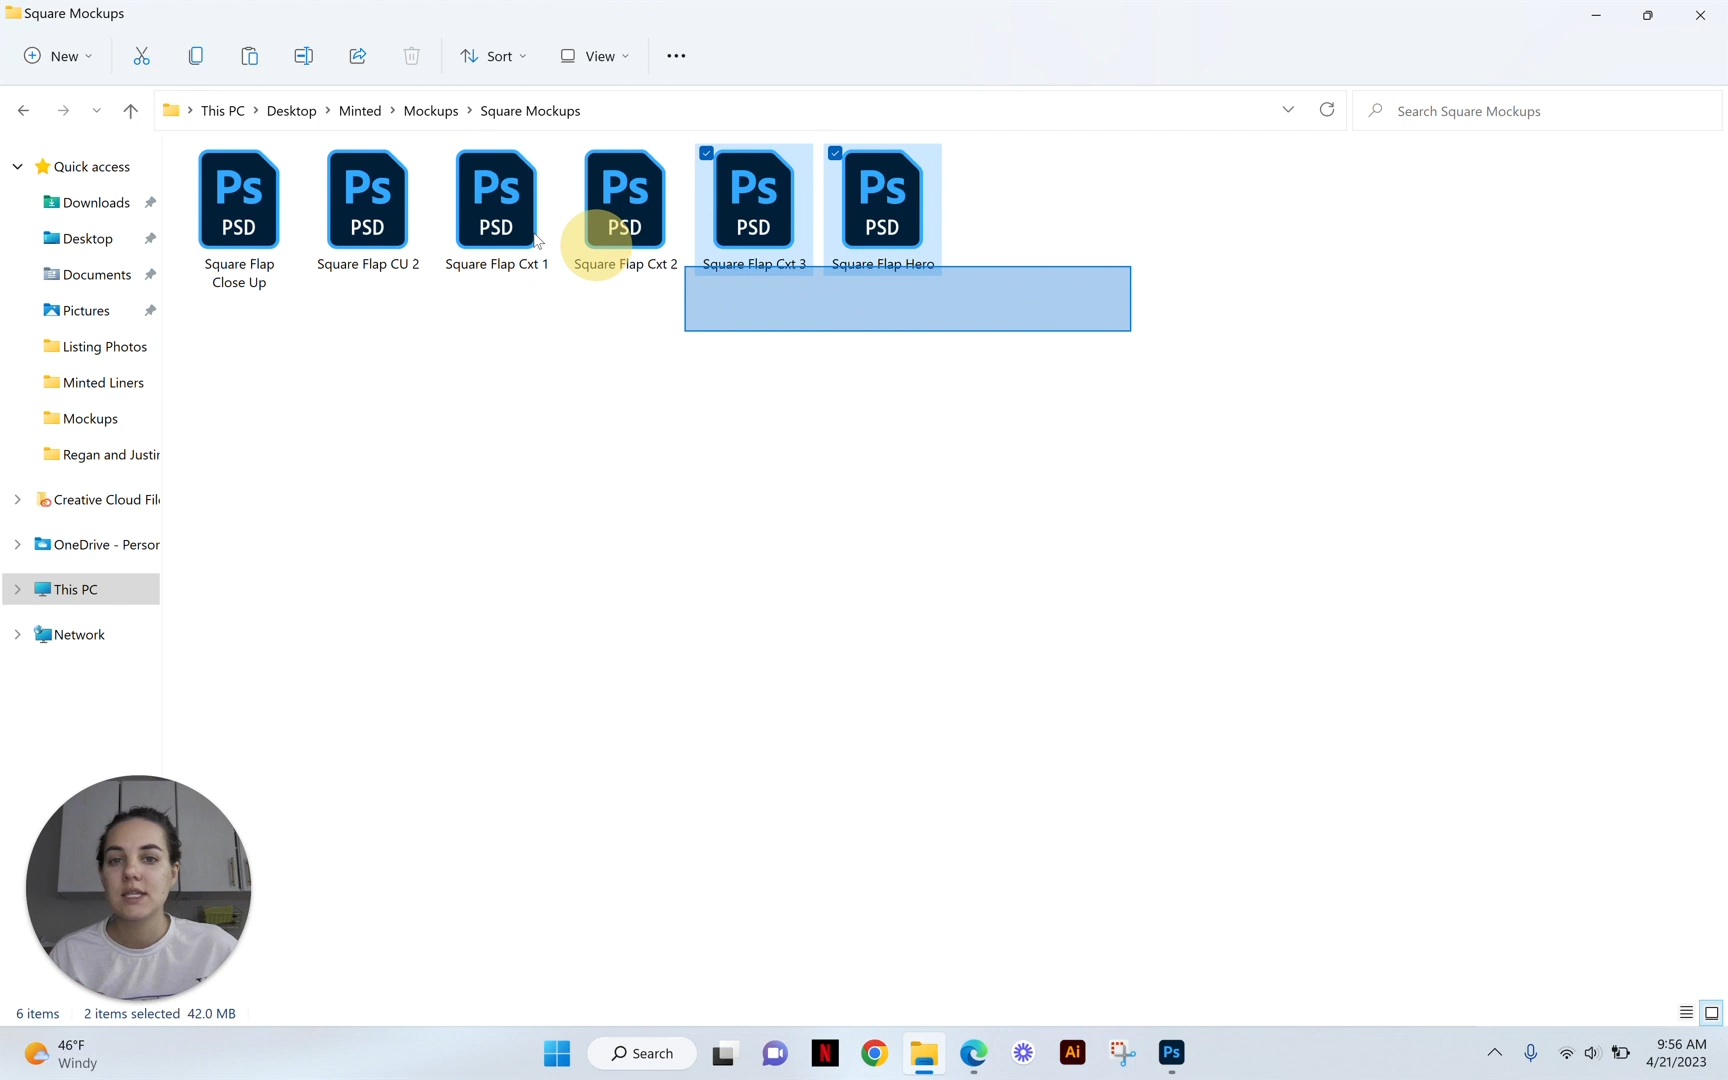 Square Mockups
New
Sort
View
This PC > Desktop > Minted > Mockups > Square Mockups
Search Square Mockups
Quick access
Downloads
Desktop
Documents
Pictures
Listing Photos
Minted Liners
Mockups
Regan and Justin
Creative Cloud File
OneDrive - Person
This PC
Network
Ps
PSD
Square Flap
Close Up
Ps
PSD
Square Flap CU 2
Ps
PSD
Square Flap Cxt 1
Ps
PSD
Square Flap Cxt 2
Ps
PSD
Square Flap Cxt 3
Ps
PSD
Square Flap Hero
6 items
2 items selected 42.0 MB
46°F
Windy
Search
N
Ai
Ps
9:56 AM
4/21/2023